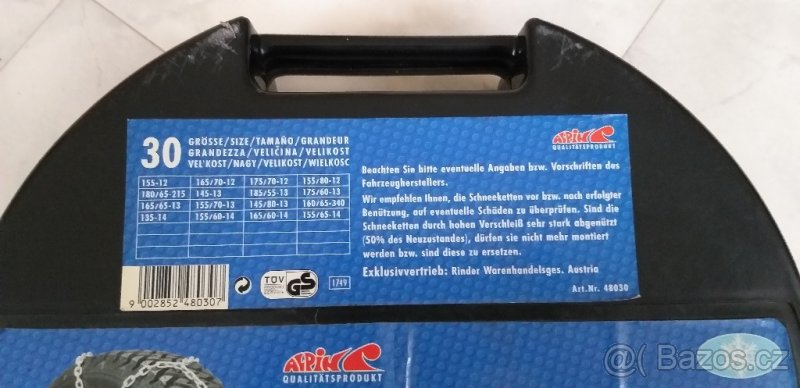 30 GRÖSSE/SIZE/TAMAÑO/GRANDEUR
GRANDEZZA/VELIČINA/VELIKOST
VEL'KOST/NAGY/VELIKOST/WIELKOSC
155-12 165/70-12 175/70-12 155/80-12
180/65-215 145-13 185/55-13 175/60-13
165/65-13 155/70-13 145/80-13 160/65-340
135-14 155/60-14 165/60-14 155/65-14
9 002852 480307
TÜV
GS
1749
ALPIN
QUALITÄTSPRODUKT
Beachten Sie bitte eventuelle Angaben bzw. Vorschriften des
Fahrzeugherstellers.
Wir empfehlen Ihnen, die Schneeketten vor bzw. nach erfolgter
Benützung, auf eventuelle Schäden zu überprüfen. Sind die
Schneeketten durch hohen Verschleiß sehr stark abgenützt
(50% des Neuzustandes), dürfen sie nicht mehr montiert
werden bzw. sind diese zu ersetzen.
Exklusivvertrieb: Rinder Warenhandelsges. Austria
Art.Nr. 48030
ALPIN
QUALITÄTSPRODUKT
Bazos.cz